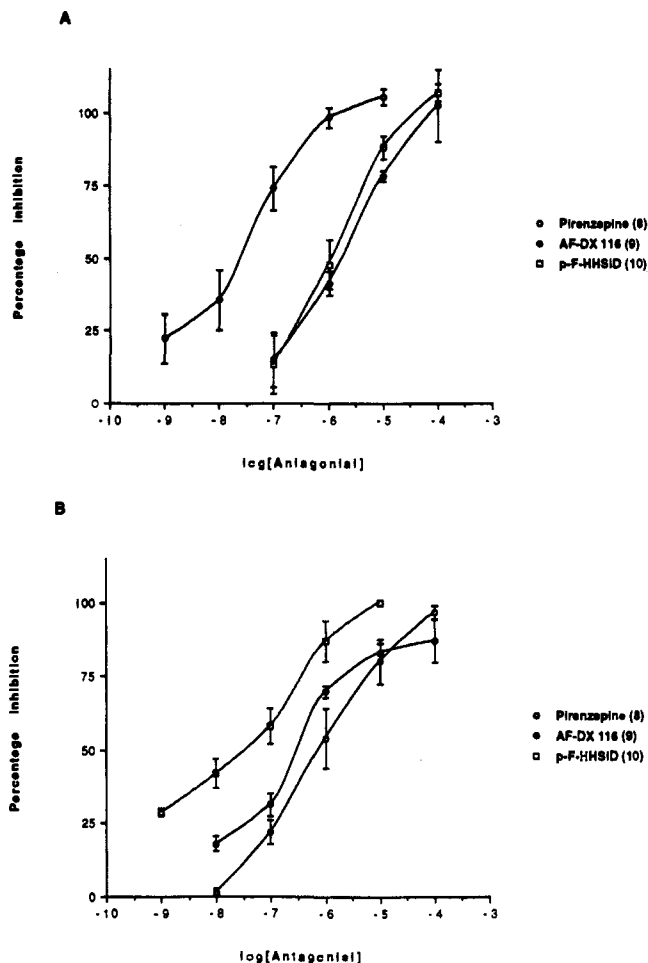 A
Percentage Inhibition
100
75
50
25
0
-10 -9 -8 -7 -6 -5 -4 -3
log[Antagonial]
Pirenzepine (8)
AF-DX 116 (9)
p-F-HHSiD (10)
B
Percentage Inhibition
100
75
50
25
0
-10 -9 -8 -7 -6 -5 -4 -3
log[Antagonial]
Pirenzepine (8)
AF-DX 116 (9)
p-F-HHSiD (10)